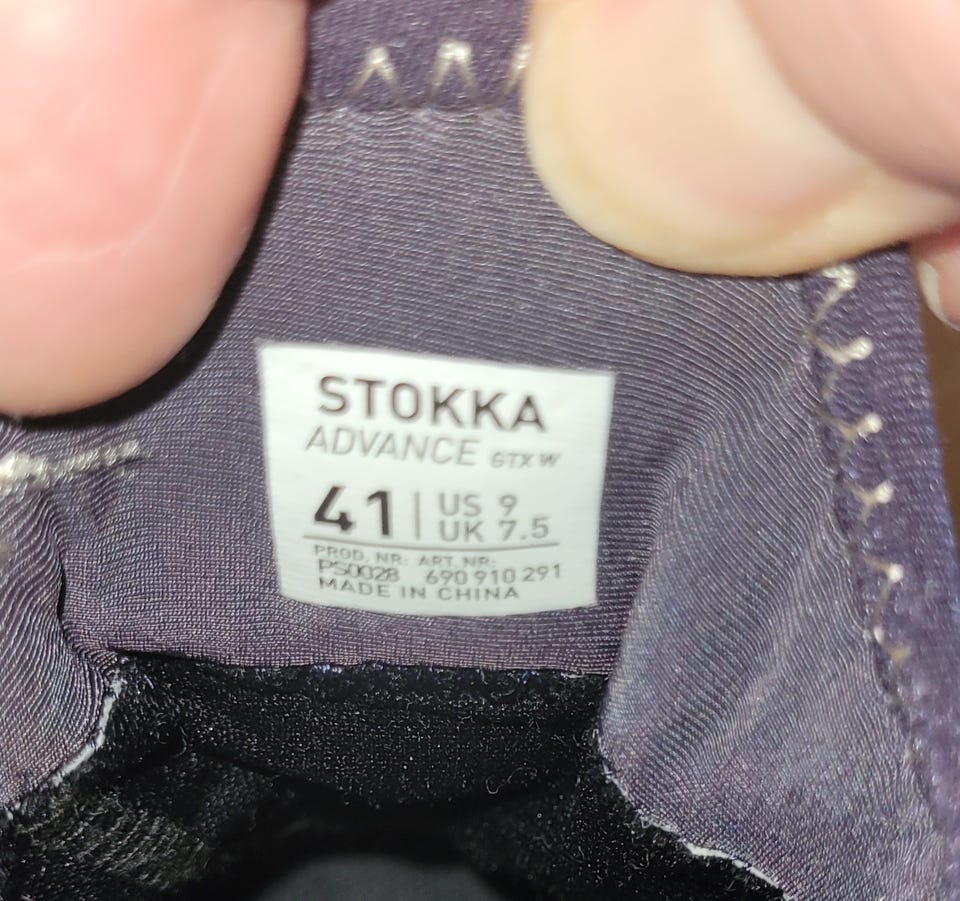 STOKKA
ADVANCE GTX W
41 | US 9
UK 7.5
PROD. NR: ART. NR:
PS0028 690 910 291
MADE IN CHINA